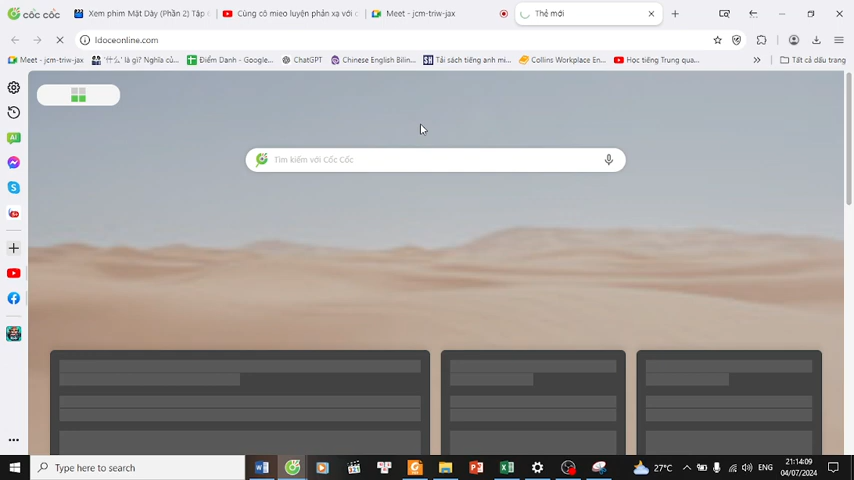 cốc cốc
Xem phim Mật Dày (Phần 2) Tập
Cùng cô mieo luyện phản xạ với c
Meet - jcm-triw-jax
Thẻ mới
ldoceonline.com
Meet - jcm-triw-jax
'什么' là gì? Nghĩa củ...
Điểm Danh - Google...
ChatGPT
Chinese English Bilin...
SH
Tải sách tiếng anh mi...
Collins Workplace En...
Học tiếng Trung qua...
Tất cả dấu trang
AI
Tìm kiếm với Cốc Cốc
Type here to search
27°C
ENG
21:14:09
04/07/2024